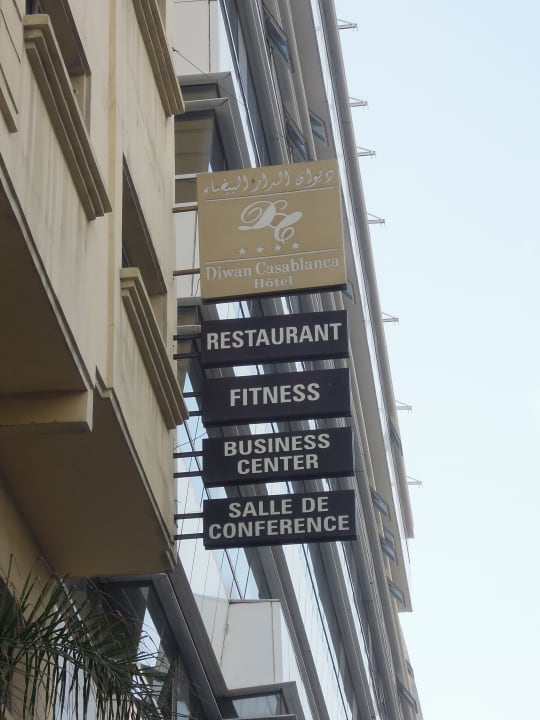 ديوان الدار البيضاء
DC
Diwan Casablanca
Hôtel
RESTAURANT
FITNESS
BUSINESS
CENTER
SALLE DE
CONFERENCE